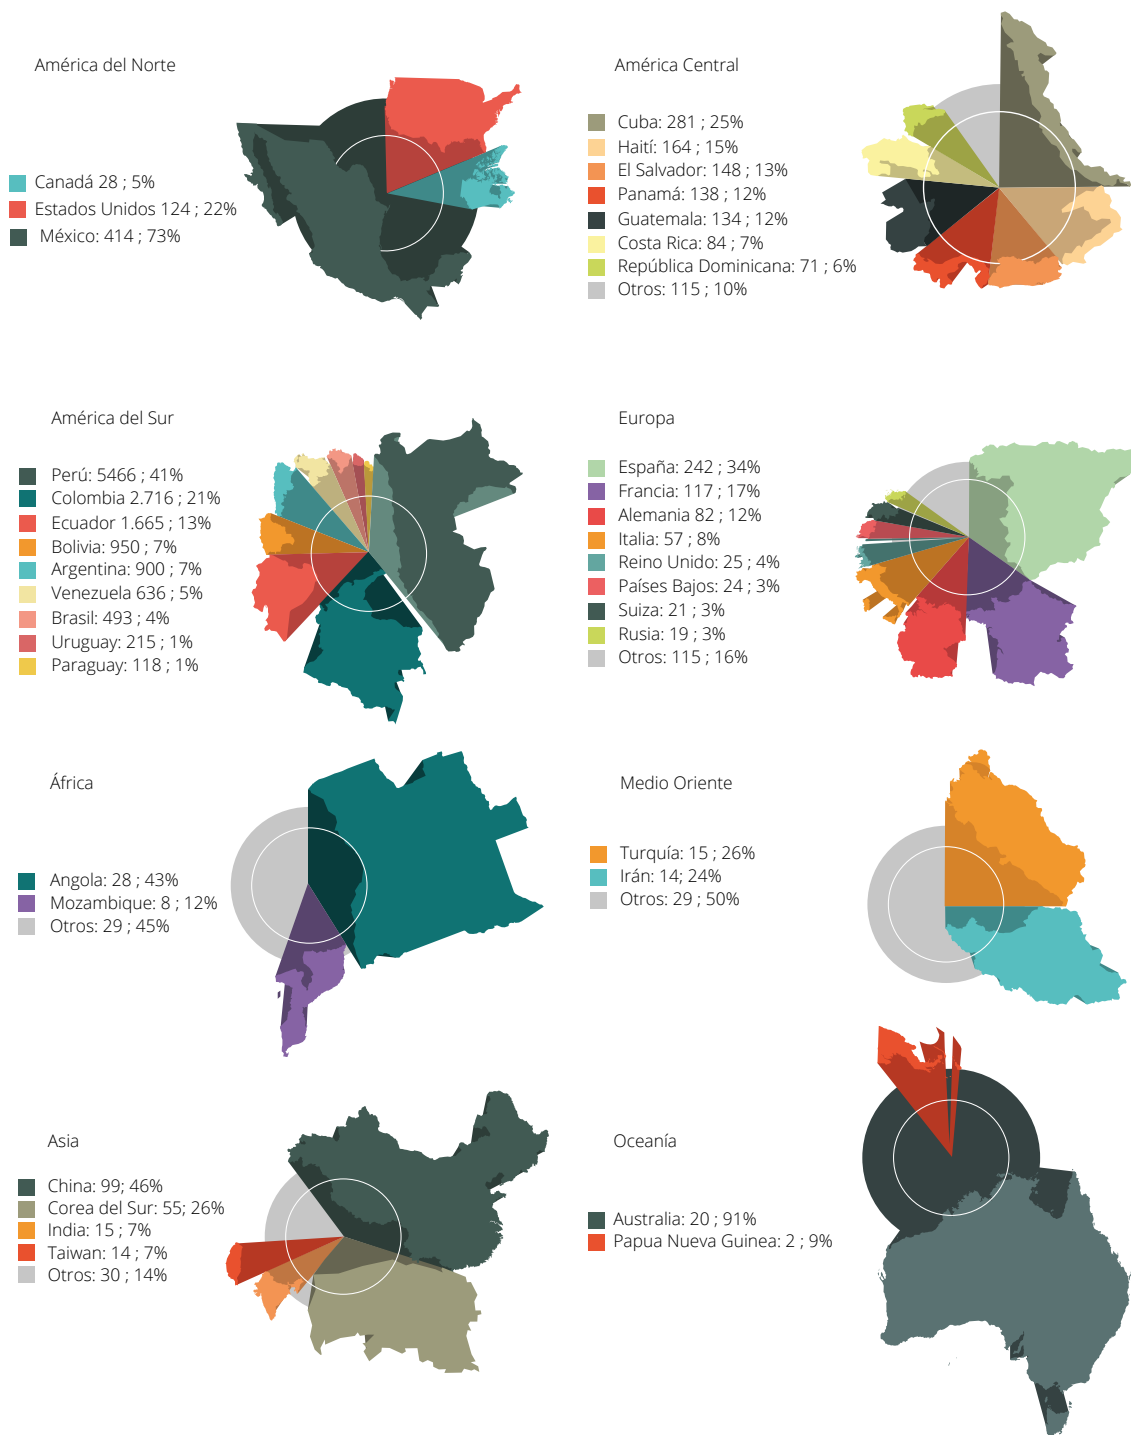 América del Norte
Canadá 28 ; 5%
Estados Unidos 124 ; 22%
México: 414 ; 73%
América Central
Cuba: 281 ; 25%
Haití: 164 ; 15%
El Salvador: 148 ; 13%
Panamá: 138 ; 12%
Guatemala: 134 ; 12%
Costa Rica: 84 ; 7%
República Dominicana: 71 ; 6%
Otros: 115 ; 10%
América del Sur
Perú: 5466 ; 41%
Colombia 2.716 ; 21%
Ecuador 1.665 ; 13%
Bolivia: 950 ; 7%
Argentina: 900 ; 7%
Venezuela 636 ; 5%
Brasil: 493 ; 4%
Uruguay: 215 ; 1%
Paraguay: 118 ; 1%
Europa
España: 242 ; 34%
Francia: 117 ; 17%
Alemania 82 ; 12%
Italia: 57 ; 8%
Reino Unido: 25 ; 4%
Países Bajos: 24 ; 3%
Suiza: 21 ; 3%
Rusia: 19 ; 3%
Otros: 115 ; 16%
África
Angola: 28 ; 43%
Mozambique: 8 ; 12%
Otros: 29 ; 45%
Medio Oriente
Turquía: 15 ; 26%
Irán: 14; 24%
Otros: 29 ; 50%
Asia
China: 99; 46%
Corea del Sur: 55; 26%
India: 15 ; 7%
Taiwan: 14 ; 7%
Otros: 30 ; 14%
Oceanía
Australia: 20 ; 91%
Papua Nueva Guinea: 2 ; 9%